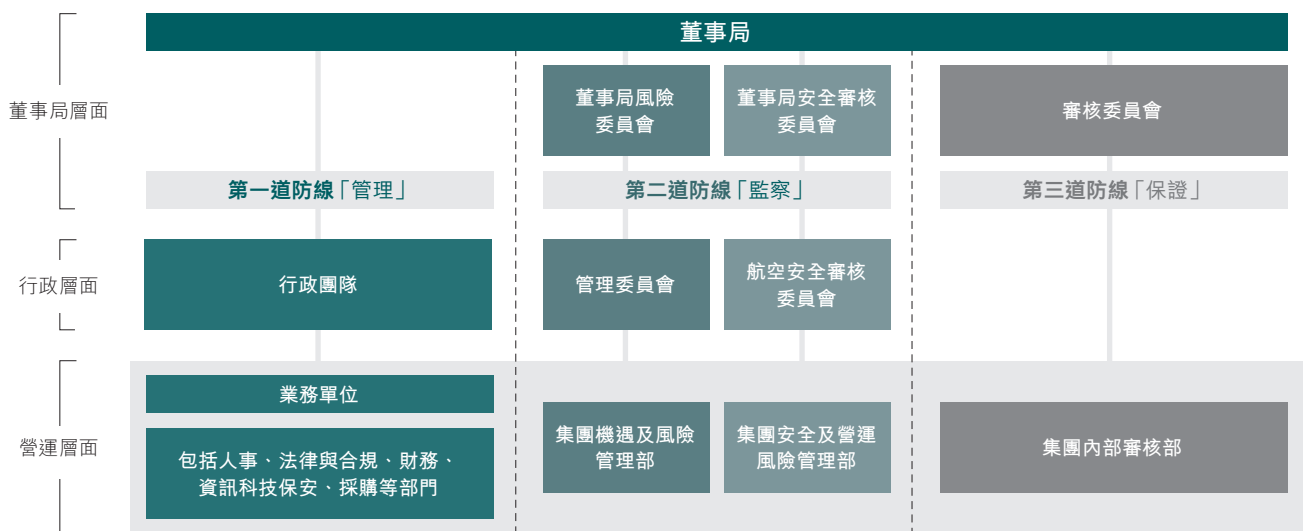 董事局
董事局層面
董事局風險
委員會
董事局安全審核
委員會
審核委員會
第一道防線「管理」
第二道防線「監察」
第三道防線「保證」
行政層面
行政團隊
管理委員會
航空安全審核
委員會
營運層面
業務單位
包括人事、法律與合規、財務、
資訊科技保安、採購等部門
集團機遇及風險
管理部
集團安全及營運
風險管理部
集團內部審核部